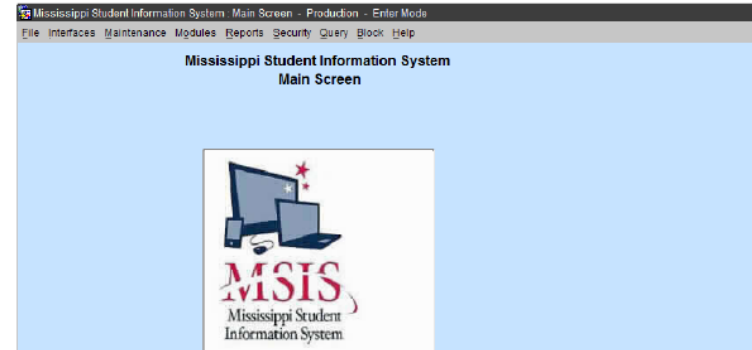 Mississippi Student Information System : Main Screen - Production - Enter Mode
File Interfaces Maintenance Modules Reports Security Query Block Help
Mississippi Student Information System
Main Screen
MSIS
Mississippi Student
Information System